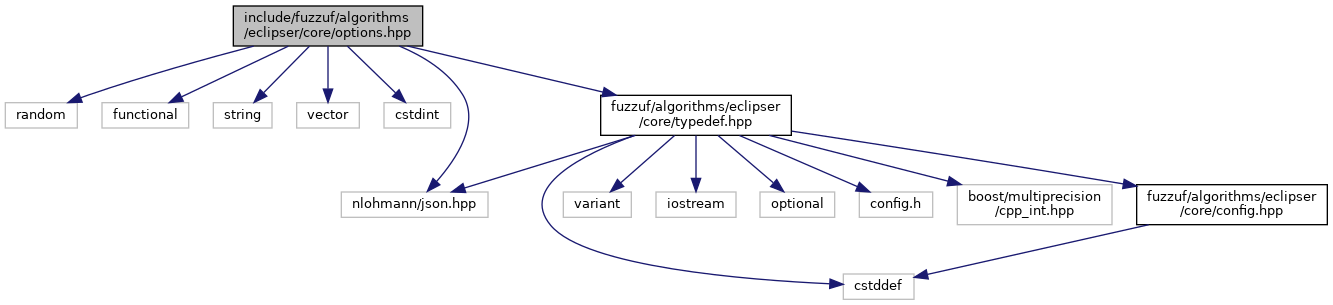 include/fuzzuf/algorithms
/eclipser/core/options.hpp
random
functional
string
vector
cstdint
fuzzuf/algorithms/eclipser
/core/typedef.hpp
nlohmann/json.hpp
variant
iostream
optional
config.h
boost/multiprecision
/cpp_int.hpp
fuzzuf/algorithms/eclipser
/core/config.hpp
cstddef